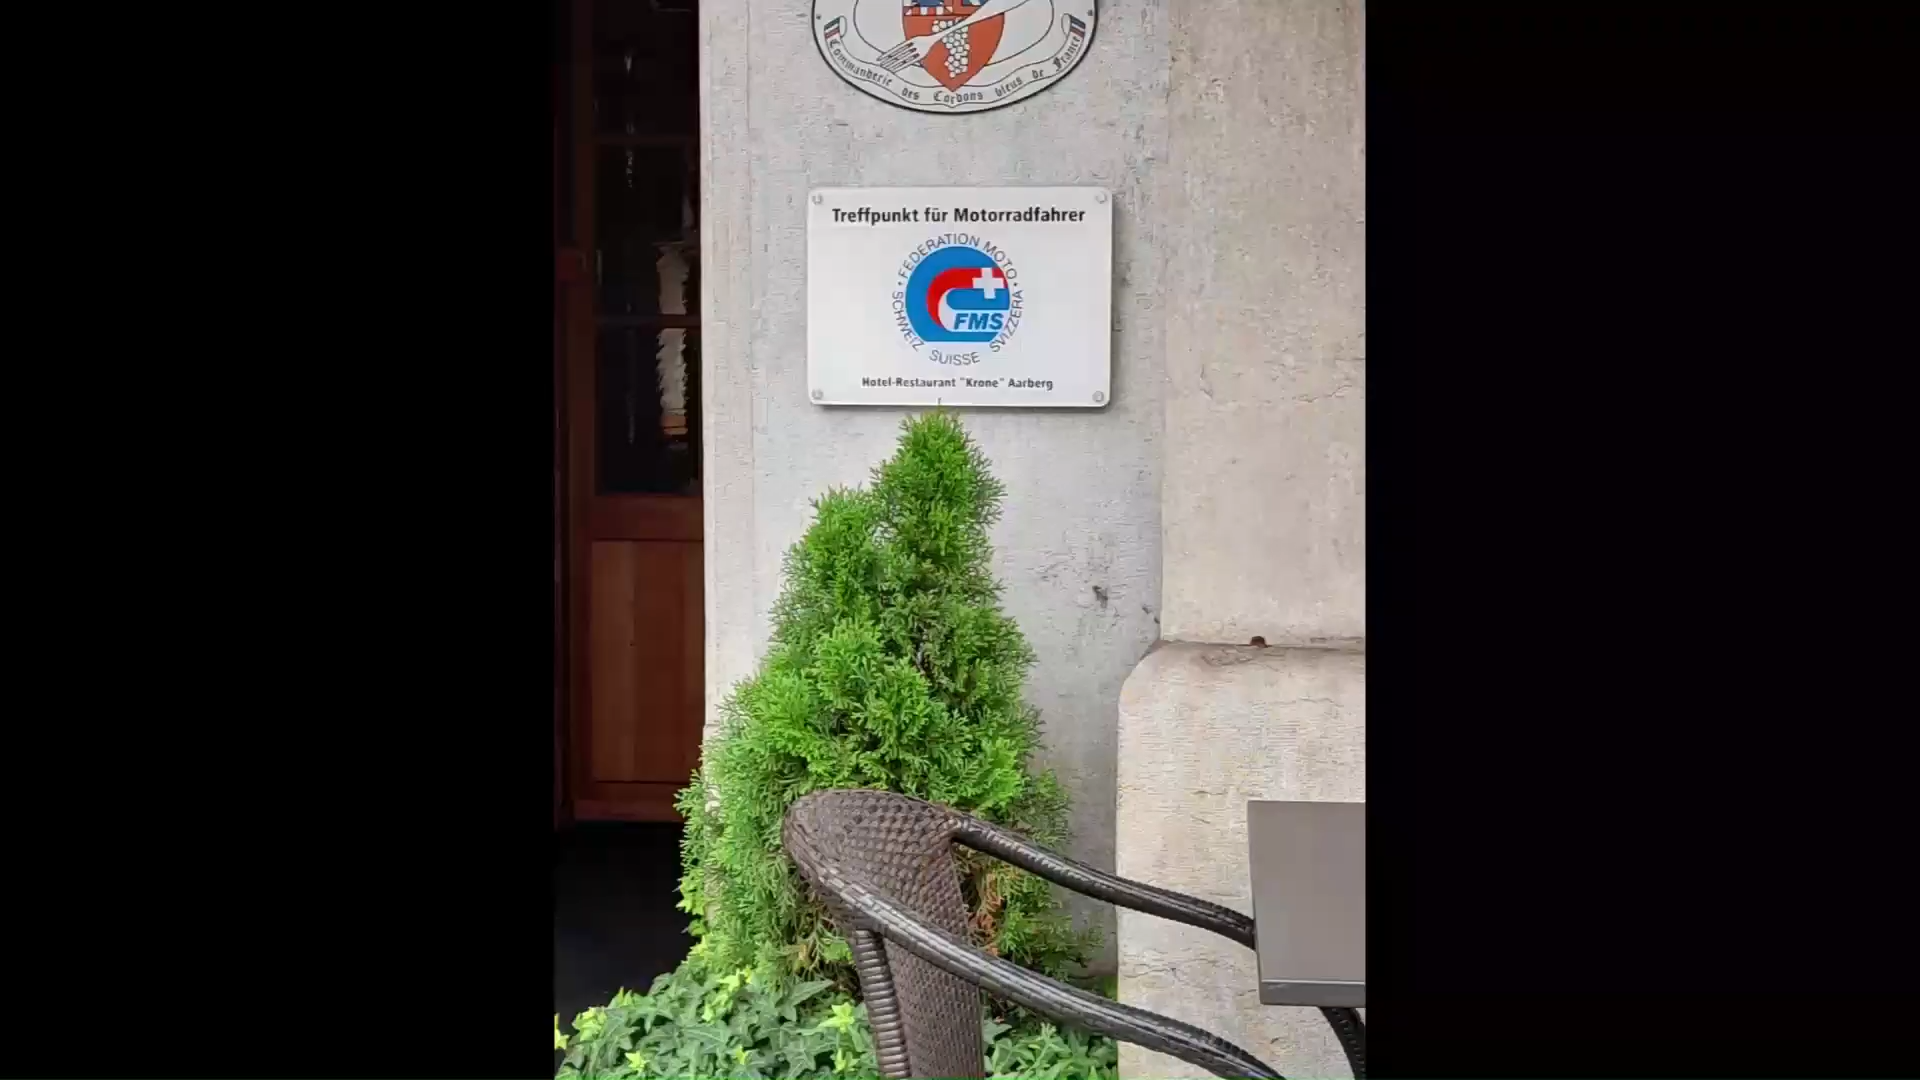 Commanderie des Cordons bleus de France
Treffpunkt für Motorradfahrer
• FEDERATION MOTO •
SCHWEIZ SUISSE SVIZZERA
FMS
Hotel-Restaurant "Krone" Aarberg